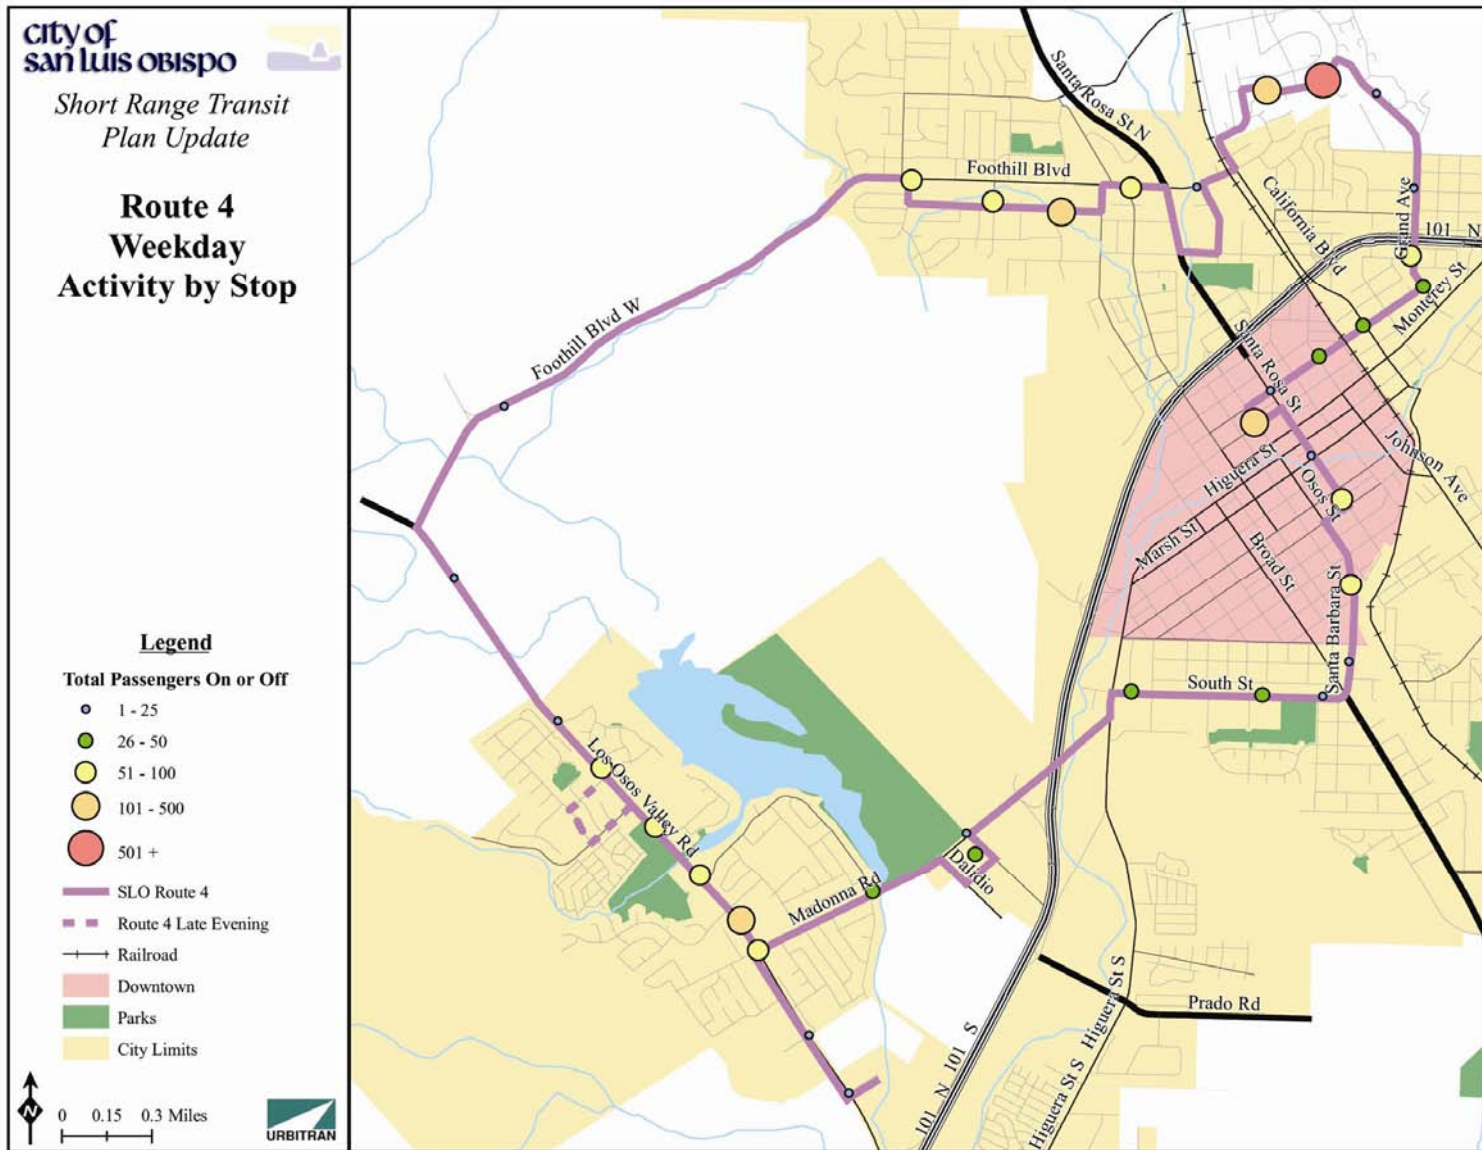 city of
san luis obispo
Short Range Transit
Plan Update
Route 4
Weekday
Activity by Stop
Legend
Total Passengers On or Off
1 - 25
26 - 50
51 - 100
101 - 500
501 +
SLO Route 4
Route 4 Late Evening
Railroad
Downtown
Parks
City Limits
N
0 0.15 0.3 Miles
URBITRAN
Santa Rosa St N
Foothill Blvd
California Blvd
Grand Ave
101 N
Monterey St
Foothill Blvd W
Santa Rosa St
Higuera St
Johnson Ave
Osos St
Marsh St
Broad St
Santa Barbara St
South St
Los Osos Valley Rd
Dalidio
Madonna Rd
Prado Rd
Higuera St S
Higuera St S
101 N 101 S